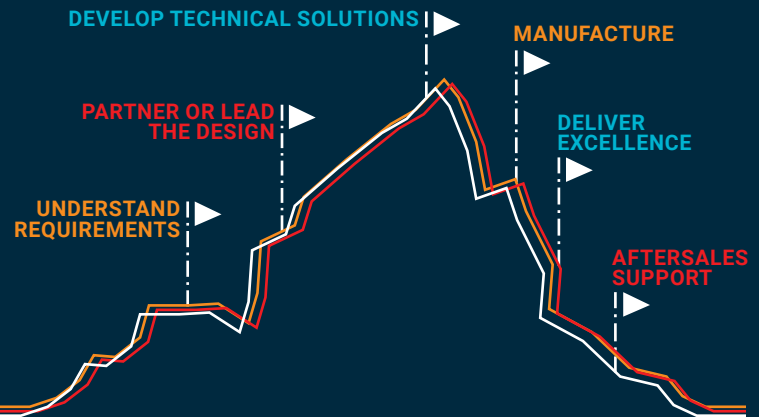 DEVELOP TECHNICAL SOLUTIONS
MANUFACTURE
PARTNER OR LEAD
THE DESIGN
DELIVER
EXCELLENCE
UNDERSTAND
REQUIREMENTS
AFTERSALES
SUPPORT